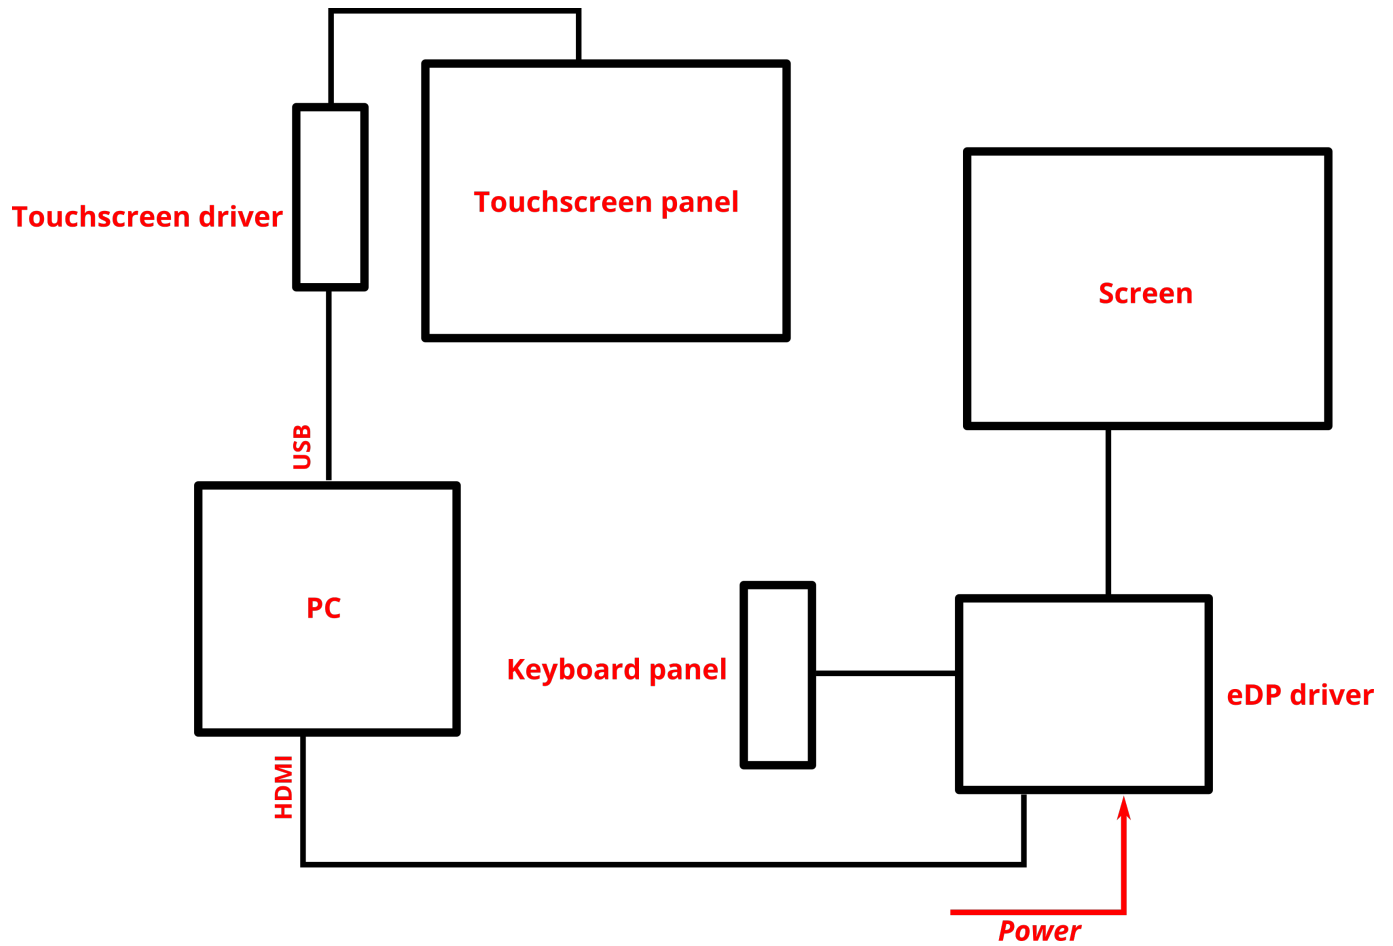 Touchscreen driver
Touchscreen panel
Screen
USB
PC
Keyboard panel
eDP driver
HDMI
Power